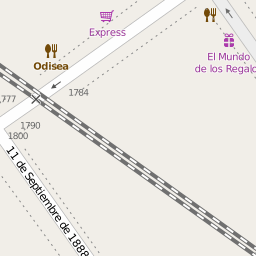 Express
El Mundo
de los Regalo
Odisea
1784
1777
1790
1800
11 de Septiembre de 1888